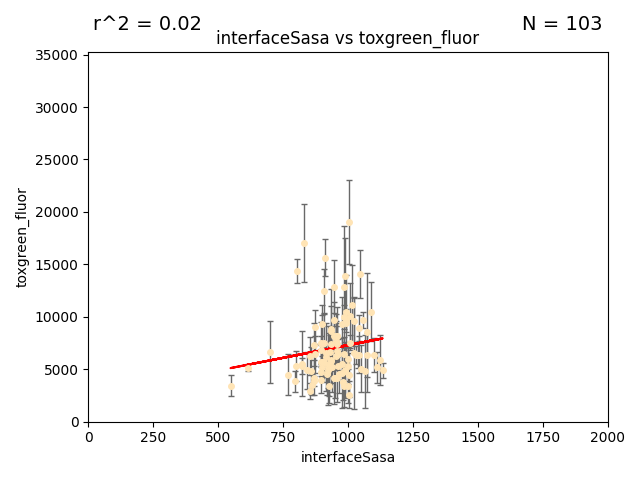 r^2 = 0.02
N = 103
interfaceSasa vs toxgreen_fluor
toxgreen_fluor
35000
30000
25000
20000
15000
10000
5000
0
0 250 500 750 1000 1250 1500 1750 2000
interfaceSasa